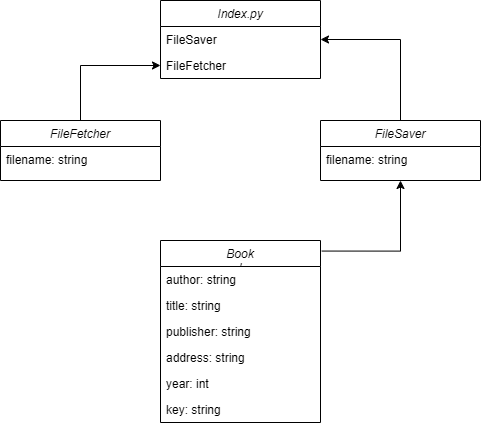 Index.py
FileSaver
FileFetcher
FileFetcher
filename: string
FileSaver
filename: string
Book
author: string
title: string
publisher: string
address: string
year: int
key: string